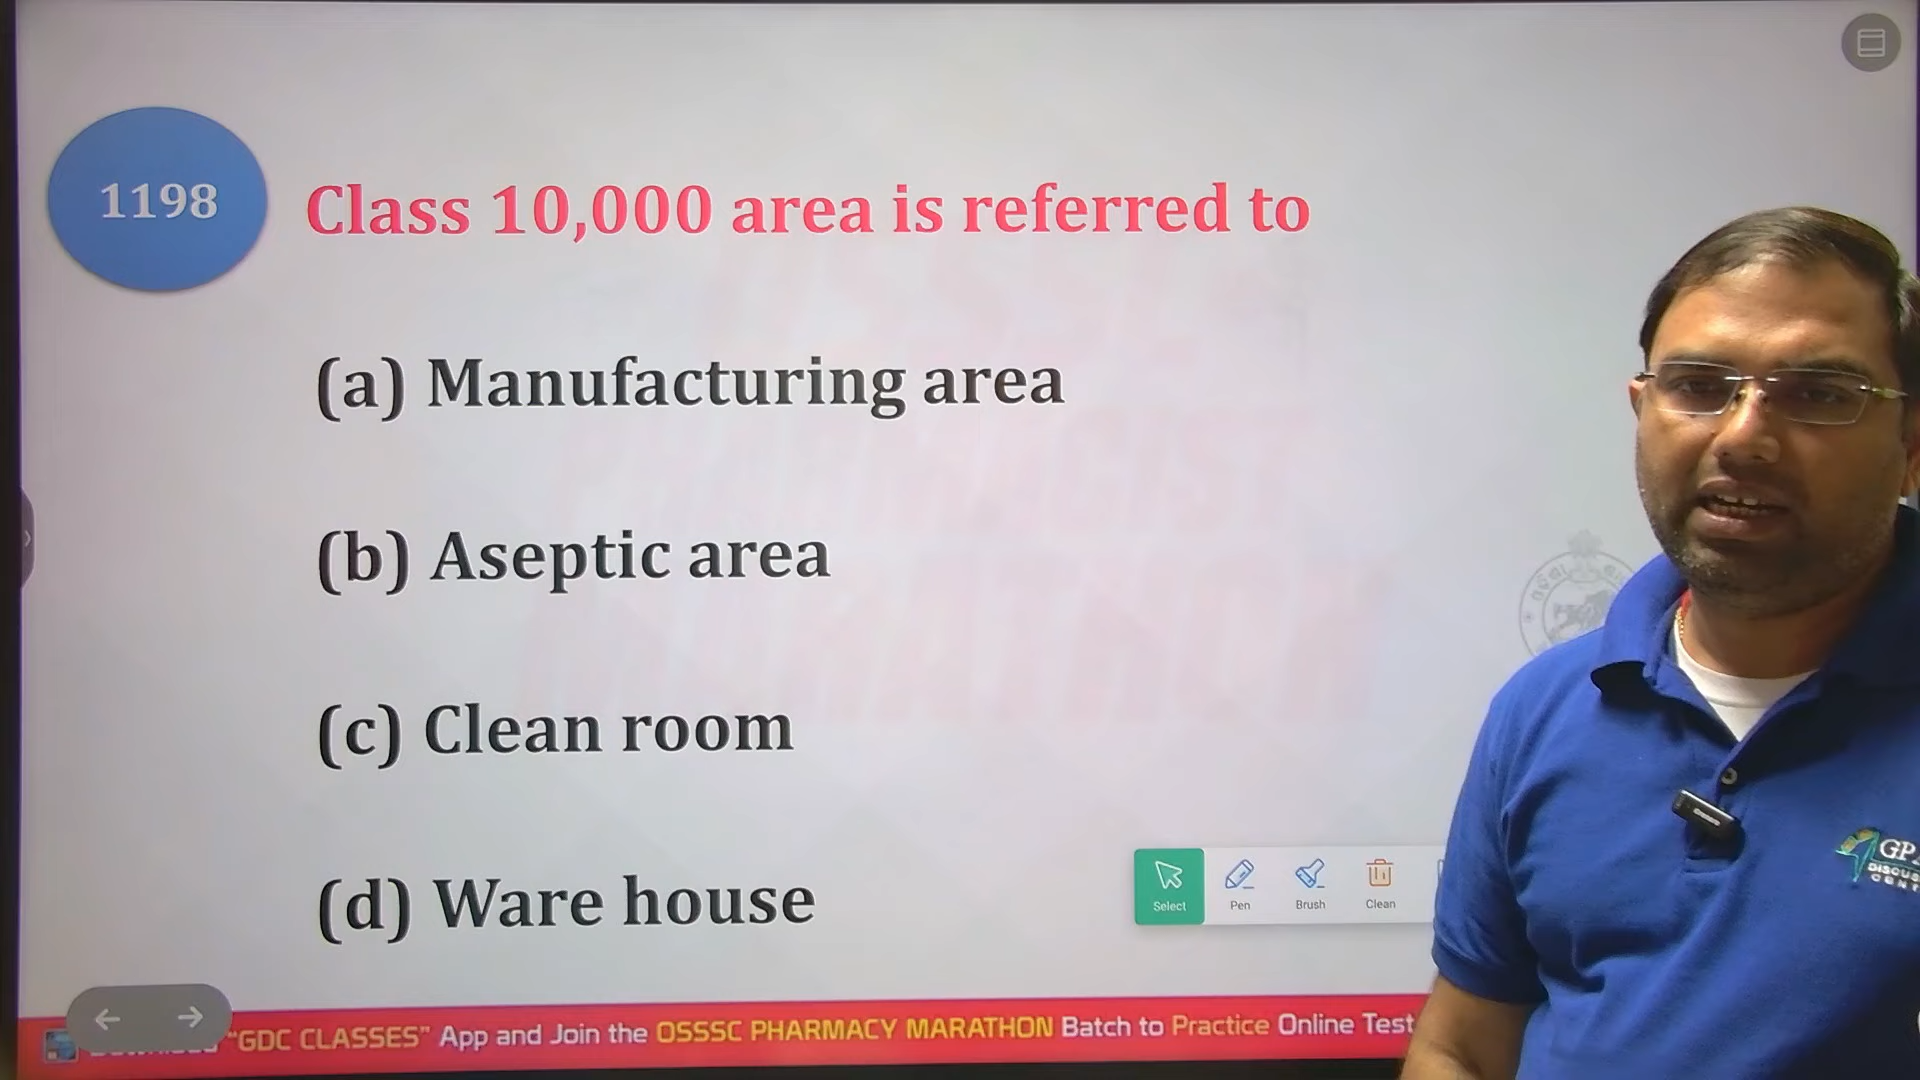 1198
Class 10,000 area is referred to
(a) Manufacturing area
(b) Aseptic area
(c) Clean room
(d) Ware house
Select
Pen
Brush
Clean
"GDC CLASSES" App and Join the OSSSC PHARMACY MARATHON Batch to Practice Online Test